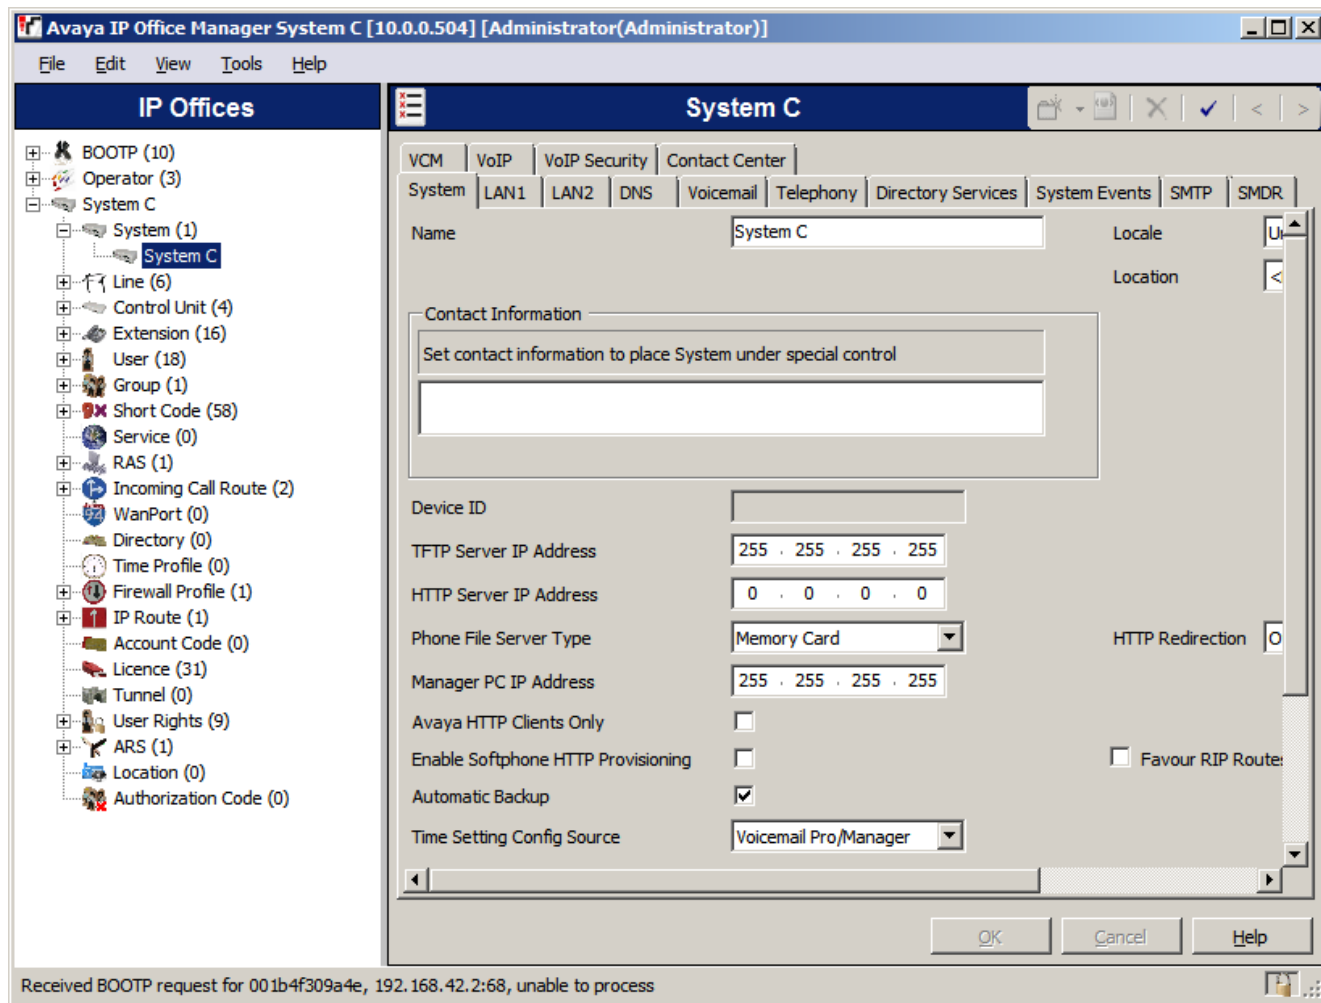 Avaya IP Office Manager System C [10.0.0.504] [Administrator(Administrator)]
File Edit View Tools Help
IP Offices
System C
BOOTP (10)
Operator (3)
System C
System (1)
System C
Line (6)
Control Unit (4)
Extension (16)
User (18)
Group (1)
Short Code (58)
Service (0)
RAS (1)
Incoming Call Route (2)
WanPort (0)
Directory (0)
Time Profile (0)
Firewall Profile (1)
IP Route (1)
Account Code (0)
Licence (31)
Tunnel (0)
User Rights (9)
ARS (1)
Location (0)
Authorization Code (0)
VCM VoIP VoIP Security Contact Center
System LAN1 LAN2 DNS Voicemail Telephony Directory Services System Events SMTP SMDR
Name System C Locale
Location <
Contact Information
Set contact information to place System under special control
Device ID
TFTP Server IP Address 255 . 255 . 255 . 255
HTTP Server IP Address 0 . 0 . 0 . 0
Phone File Server Type Memory Card HTTP Redirection O
Manager PC IP Address 255 . 255 . 255 . 255
Avaya HTTP Clients Only
Enable Softphone HTTP Provisioning Favour RIP Routes
Automatic Backup
Time Setting Config Source Voicemail Pro/Manager
OK Cancel Help
Received BOOTP request for 001b4f309a4e, 192.168.42.2:68, unable to process